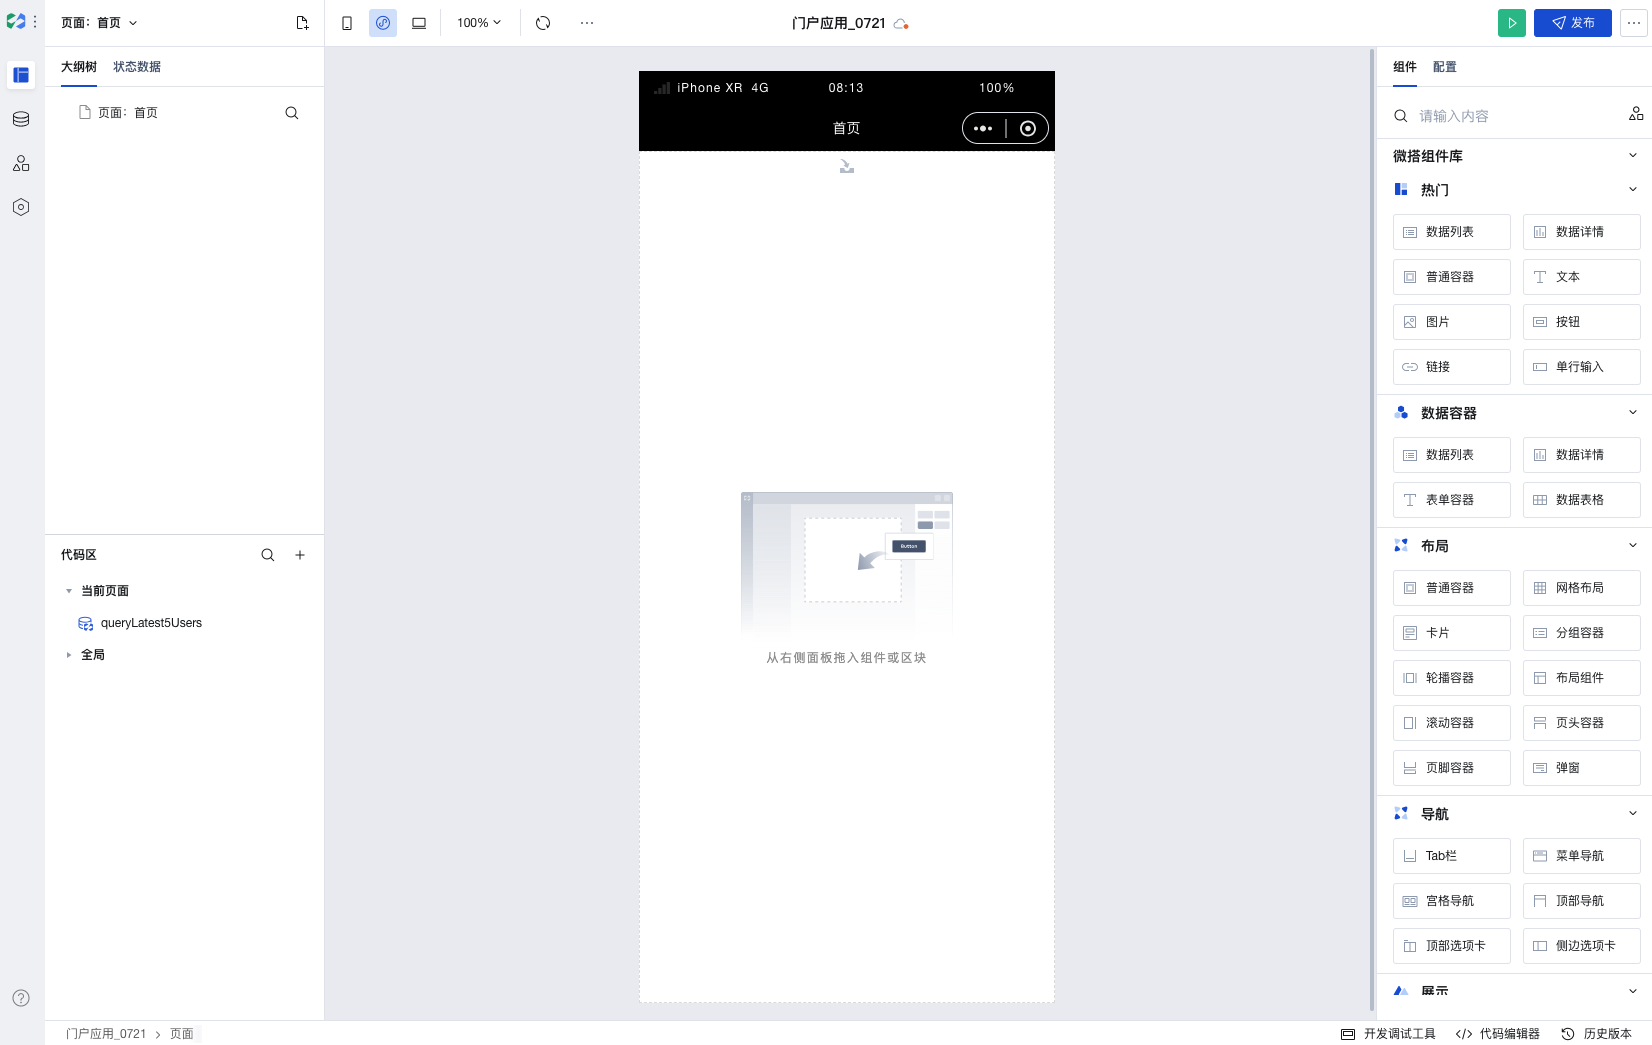 页面：首页
100%
门户应用_0721
发布
大纲树 状态数据
页面：首页
代码区
当前页面
queryLatest5Users
全局
iPhone XR 4G 08:13 100%
首页
Button
从右侧面板拖入组件或区块
组件 配置
请输入内容
微搭组件库
热门
数据列表 数据详情
普通容器 文本
图片 按钮
链接 单行输入
数据容器
数据列表 数据详情
表单容器 数据表格
布局
普通容器 网格布局
卡片 分组容器
轮播容器 布局组件
滚动容器 页头容器
页脚容器 弹窗
导航
Tab栏 菜单导航
宫格导航 顶部导航
顶部选项卡 侧边选项卡
展示
门户应用_0721 > 页面
开发调试工具 代码编辑器 历史版本